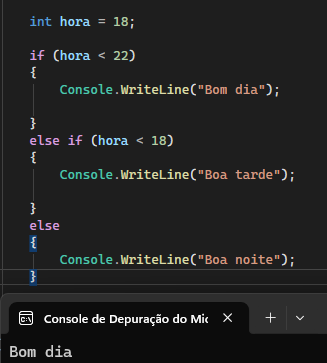 int hora = 18;
if (hora < 22)
{
Console.WriteLine("Bom dia");
}
else if (hora < 18)
{
Console.WriteLine("Boa tarde");
}
else
{
Console.WriteLine("Boa noite");
}
Console de Depuração do Mic
Bom dia